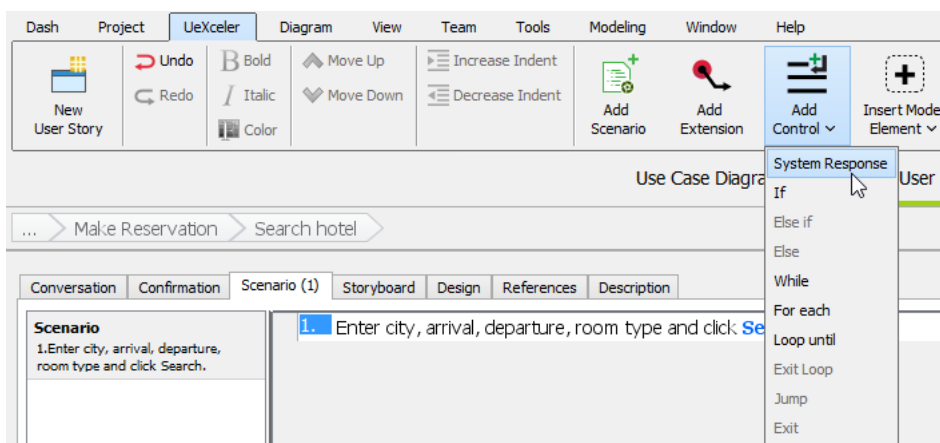 Dash Project UeXceler Diagram View Team Tools Modeling Window Help
New
User Story
Undo
Redo
Bold
Italic
Color
Move Up
Move Down
Increase Indent
Decrease Indent
Add
Scenario
Add
Extension
Add
Control
Insert Mode
Element
Use Case Diagra
User
... Make Reservation Search hotel
Conversation Confirmation Scenario (1) Storyboard Design References Description
Scenario
1.Enter city, arrival, departure,
room type and click Search.
1. Enter city, arrival, departure, room type and click Se
System Response
If
Else if
Else
While
For each
Loop until
Exit Loop
Jump
Exit